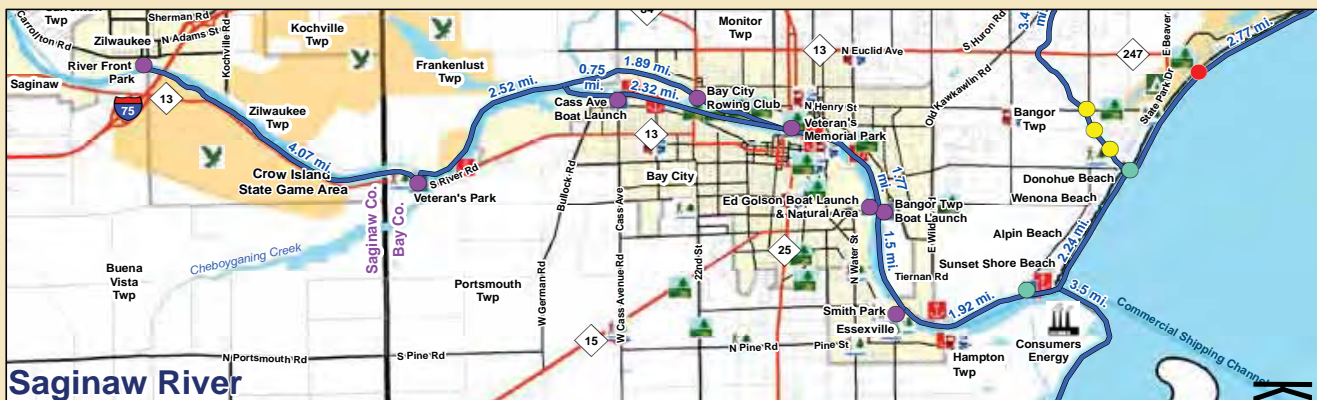 Twp
Sherman Rd
Carrollton Rd
Zilwaukee
N Adams St
Kochville Rd
Kochville
Twp
River Front
Park
Saginaw
75
13
Zilwaukee
Twp
4.07 mi.
Crow Island
State Game Area
Saginaw Co.
Bay Co.
Cheboyganing Creek
Buena
Vista
Twp
N Portsmouth Rd
Saginaw River
Frankenlust
Twp
2.52 mi.
S River Rd
Veteran's Park
Portsmouth
Twp
S Pine Rd
0.75
mi.
1.89 mi.
2.32 mi.
Cass Ave
Boat Launch
Bay City
Rowing Club
13
Bullock Rd
Cass Ave
Bay City
W German Rd
W Cass Avenue Rd
22nd St
15
Monitor
Twp
13
N Euclid Ave
N Henry St
Veteran's
Memorial Park
1.77
mi.
Ed Golson Boat Launch
& Natural Area
Bangor Twp
Boat Launch
25
N Water St
1.5 mi.
Tiernan Rd
Smith Park
Essexville
N Pine Rd
Pine St
S Huron Rd
Old Kawkawlin Rd
3.4
mi.
247
E Beaver
State Park Dr
2.77 mi.
Bangor
Twp
Donohue Beach
Wenona Beach
Alpin Beach
2.24 mi.
Sunset Shore Beach
1.92 mi.
3.5 mi.
Commercial Shipping Channel
Consumers
Energy
Hampton
Twp